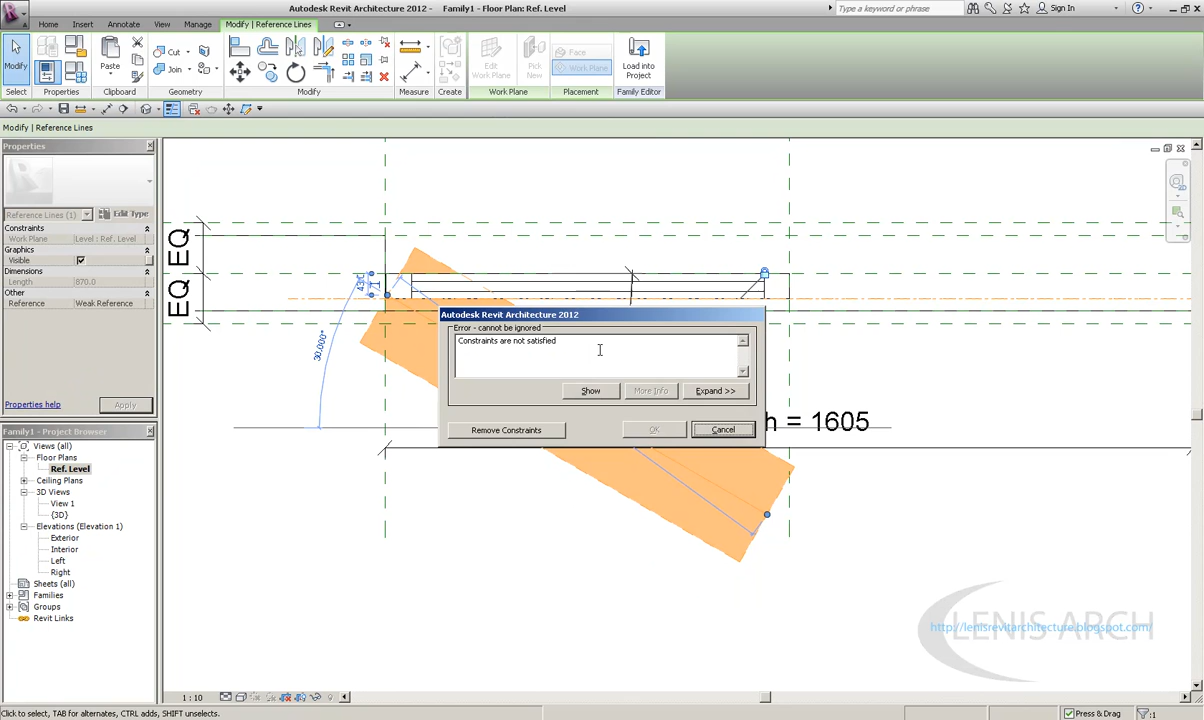 Autodesk Revit Architecture 2012 -    Family1 - Floor Plan: Ref. Level
Type a keyword or phrase
Sign In
Home
Insert
Annotate
View
Manage
Modify | Reference Lines
Modify
Paste
Cut
Join
Edit
Work Plane
Pick
New
Face
Work Plane
Load into
Project
Select
Properties
Clipboard
Geometry
Modify
Measure
Create
Work Plane
Placement
Family Editor
Modify | Reference Lines
Properties
Reference Lines (1)
Edit Type
Constraints
Work Plane
Level : Ref. Level
Graphics
Visible
Dimensions
Length
870.0
Other
Reference
Weak Reference
Properties help
Apply
Family1 - Project Browser
Views (all)
Floor Plans
Ref. Level
Ceiling Plans
3D Views
View 1
{3D}
Elevations (Elevation 1)
Exterior
Interior
Left
Right
Sheets (all)
Families
Groups
Revit Links
EQ
EQ
30.000°
h = 1605
Autodesk Revit Architecture 2012
Error - cannot be ignored
Constraints are not satisfied
Show
More Info
Expand >>
Remove Constraints
OK
Cancel
LENIS ARCH
http://lenisrevitarchitecture.blogspot.com/
1 : 10
Click to select, TAB for alternates, CTRL adds, SHIFT unselects.
Press & Drag
:1